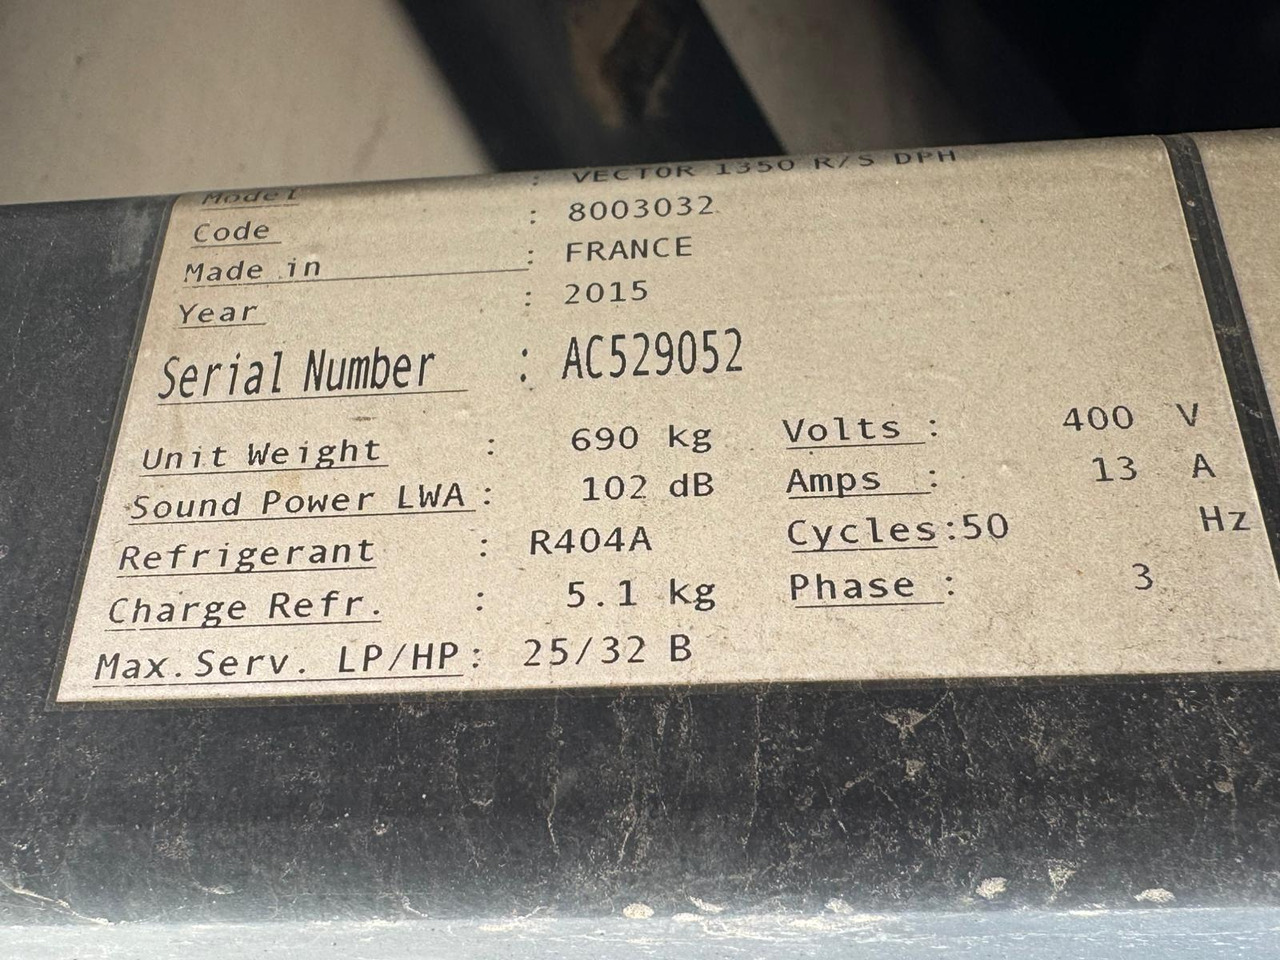 Model : VECTOR 1350 R/S DPH
Code : 8003032
Made in : FRANCE
Year : 2015
Serial Number : AC529052
Unit Weight : 690 kg Volts : 400 V
Sound Power LWA : 102 dB Amps : 13 A
Refrigerant : R404A Cycles:50 Hz
Charge Refr. : 5.1 kg Phase : 3
Max.Serv. LP/HP: 25/32 B